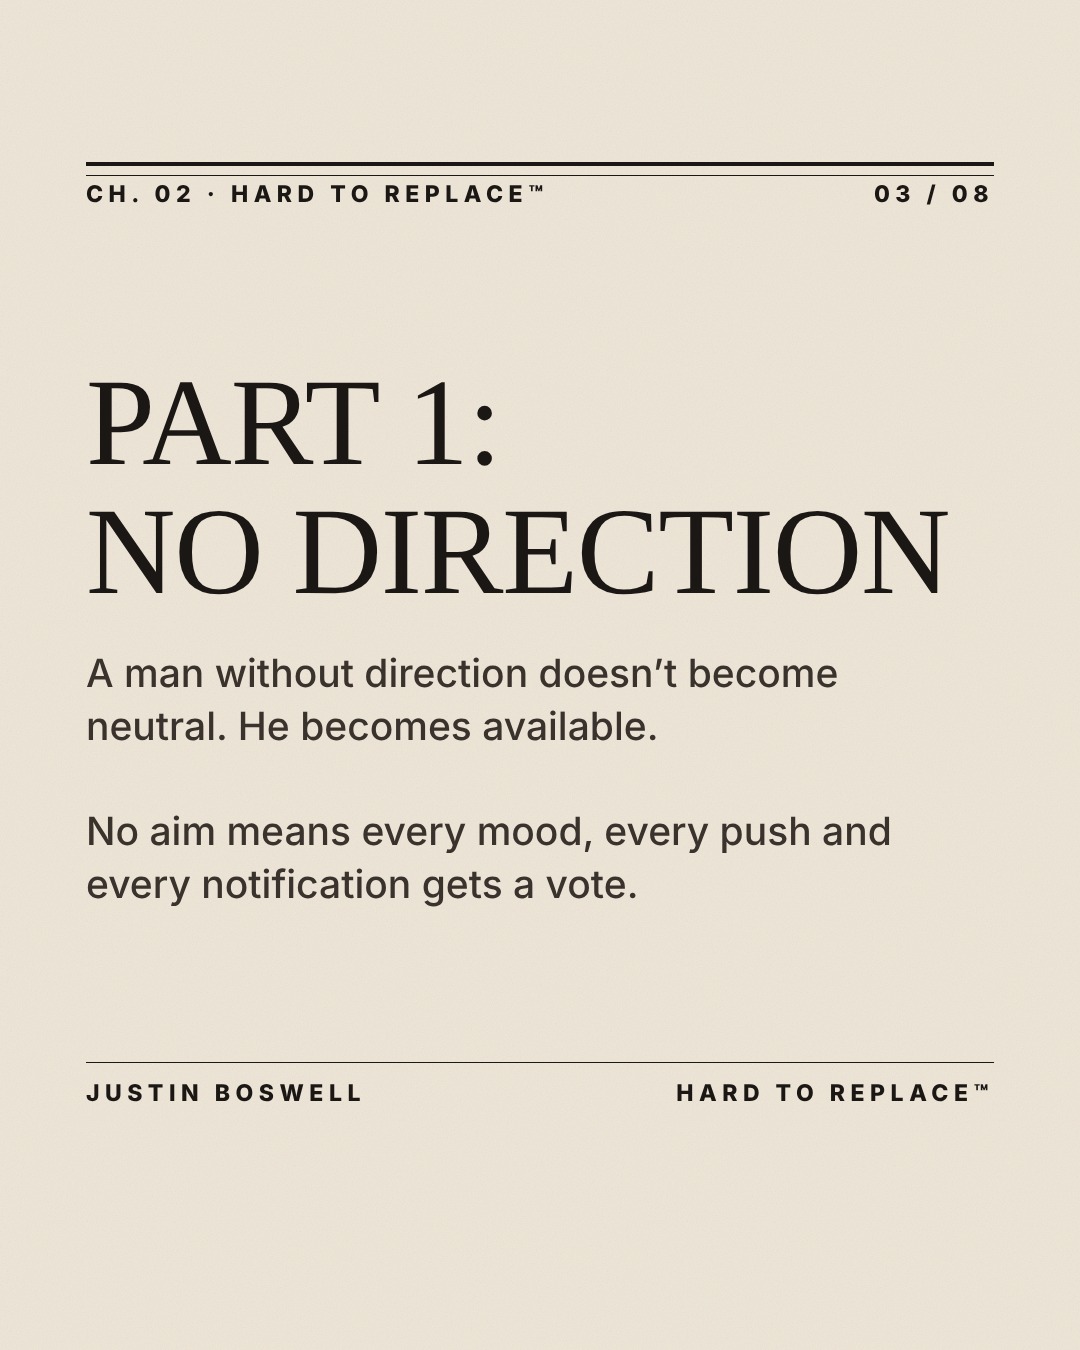 CH. 02 · HARD TO REPLACE™ 03 / 08
PART 1:
NO DIRECTION
A man without direction doesn’t become
neutral. He becomes available.
No aim means every mood, every push and
every notification gets a vote.
JUSTIN BOSWELL HARD TO REPLACE™